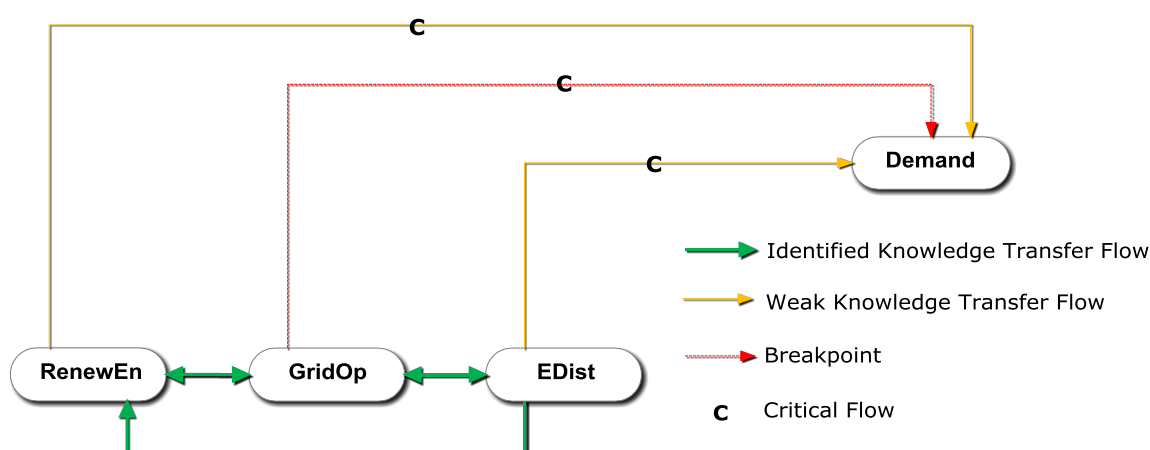 C
C
C
Demand
Identified Knowledge Transfer Flow
Weak Knowledge Transfer Flow
Breakpoint
RenewEn GridOp EDist
C Critical Flow